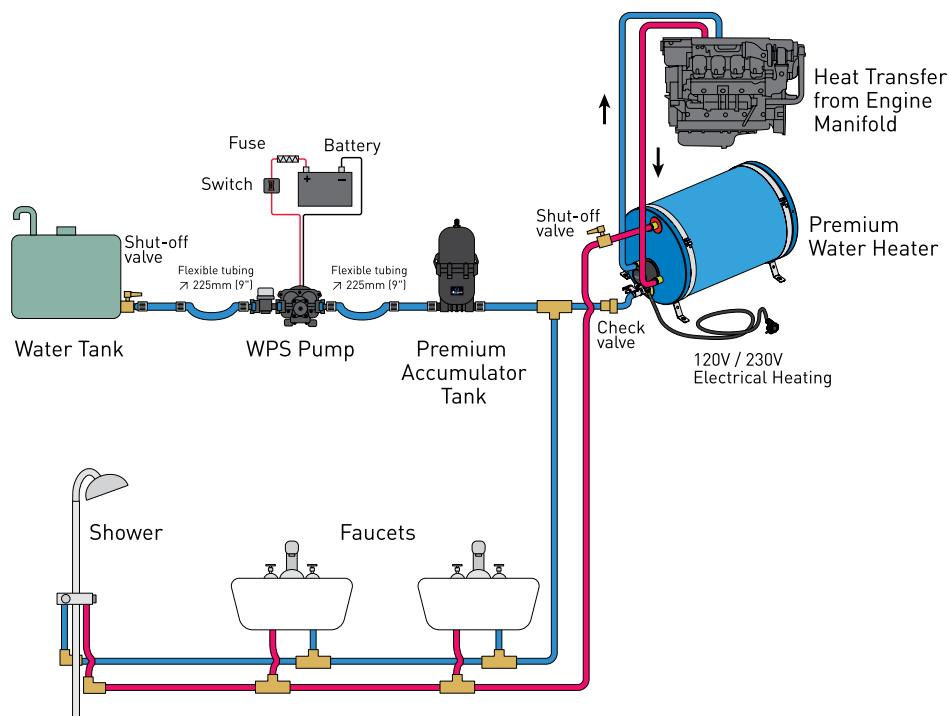 Heat Transfer
from Engine
Manifold
Fuse
Battery
Switch
+
–
Shut-off
valve
Premium
Water Heater
Shut-off
valve
Flexible tubing
↗ 225mm (9")
Flexible tubing
↗ 225mm (9")
Water Tank
WPS Pump
Premium
Accumulator
Tank
Check
valve
120V / 230V
Electrical Heating
Shower
Faucets